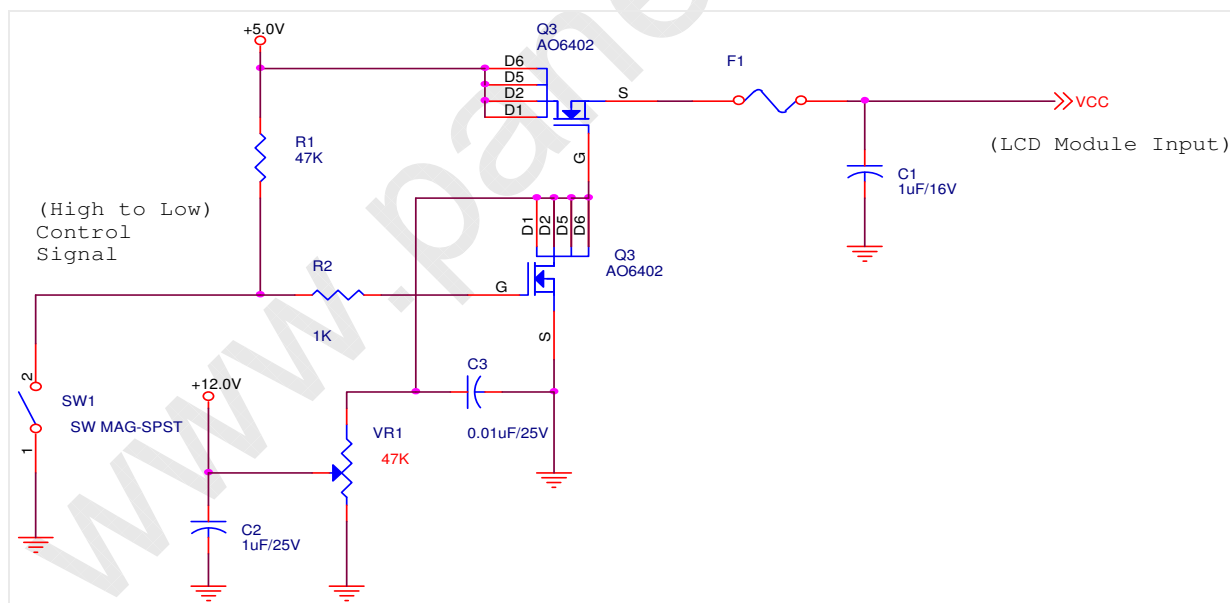 +5.0V
Q3
AO6402
D6
D5
D2
D1
S
G
F1
VCC
(LCD Module Input)
C1
1uF/16V
R1
47K
(High to Low)
Control
Signal
D1
D2
D5
D6
Q3
AO6402
R2
1K
G
S
C3
0.01uF/25V
2
SW1
SW MAG-SPST
1
+12.0V
VR1
47K
C2
1uF/25V
www.pane